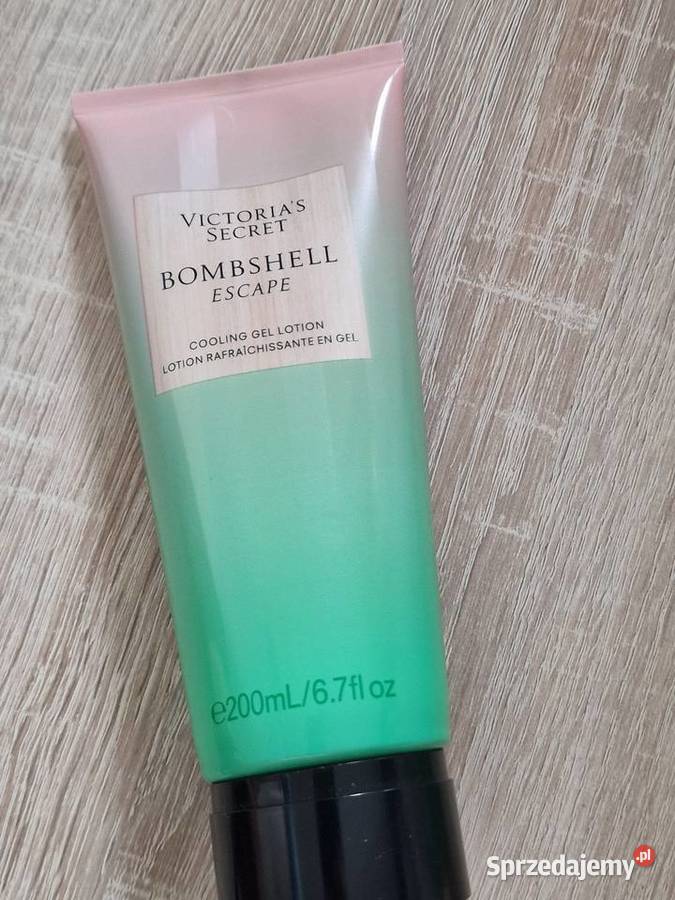 VICTORIA'S
SECRET
BOMBSHELL
ESCAPE
COOLING GEL LOTION
LOTION RAFRAÎCHISSANTE EN GEL
℮200mL/6.7fl oz
Sprzedajemy.pl